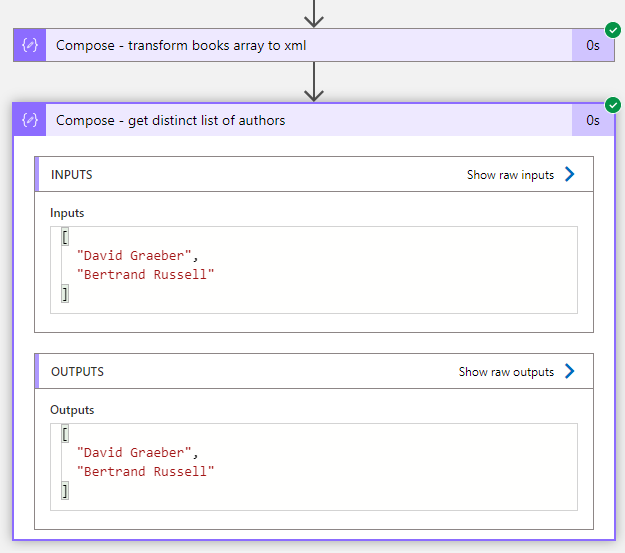 Compose - transform books array to xml
0s
Compose - get distinct list of authors
0s
INPUTS
Show raw inputs
Inputs
[
"David Graeber",
"Bertrand Russell"
]
OUTPUTS
Show raw outputs
Outputs
[
"David Graeber",
"Bertrand Russell"
]